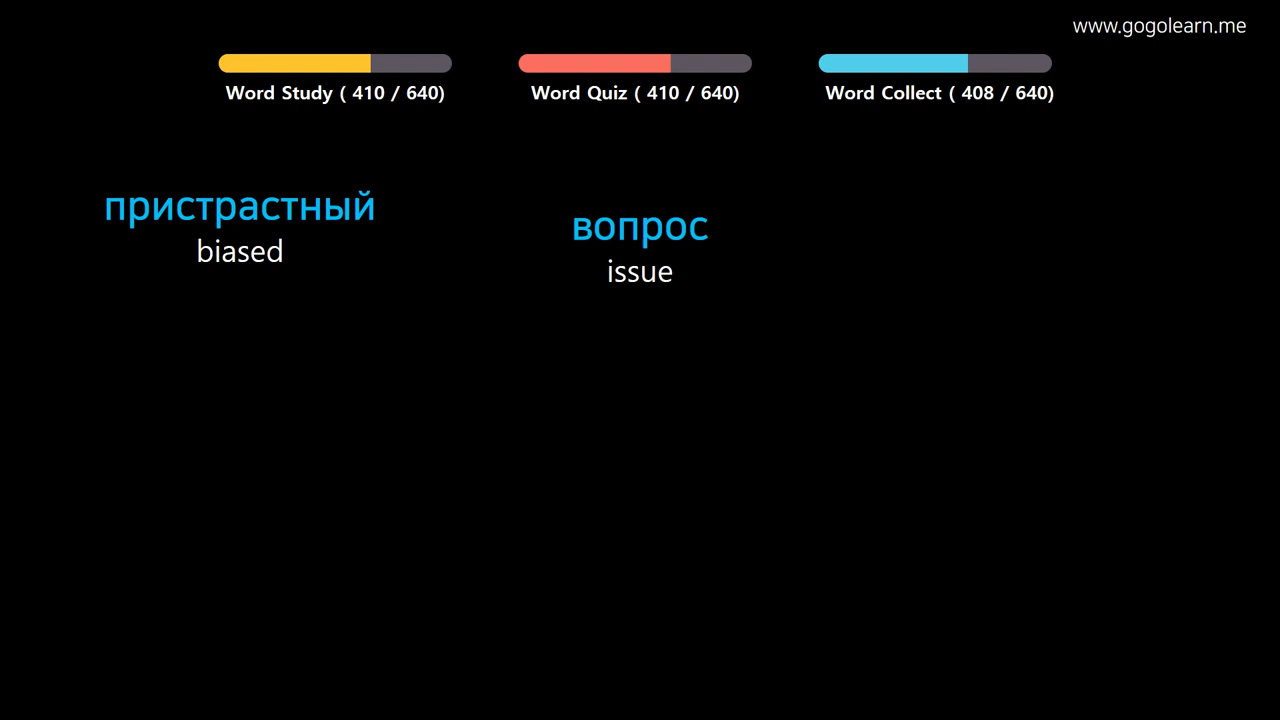 www.gogolearn.me
Word Study ( 410 / 640)
Word Quiz ( 410 / 640)
Word Collect ( 408 / 640)
пристрастный
biased
вопрос
issue